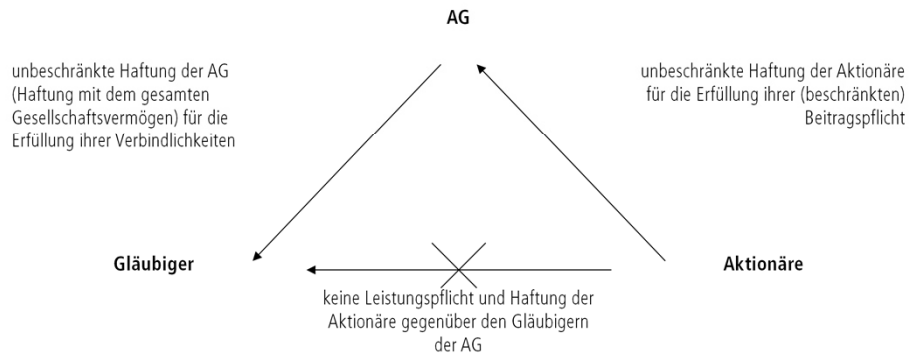 AG
unbeschränkte Haftung der AG
(Haftung mit dem gesamten
Gesellschaftsvermögen) für die
Erfüllung ihrer Verbindlichkeiten
unbeschränkte Haftung der Aktionäre
für die Erfüllung ihrer (beschränkten)
Beitragspflicht
Gläubiger
Aktionäre
keine Leistungspflicht und Haftung der
Aktionäre gegenüber den Gläubigern
der AG